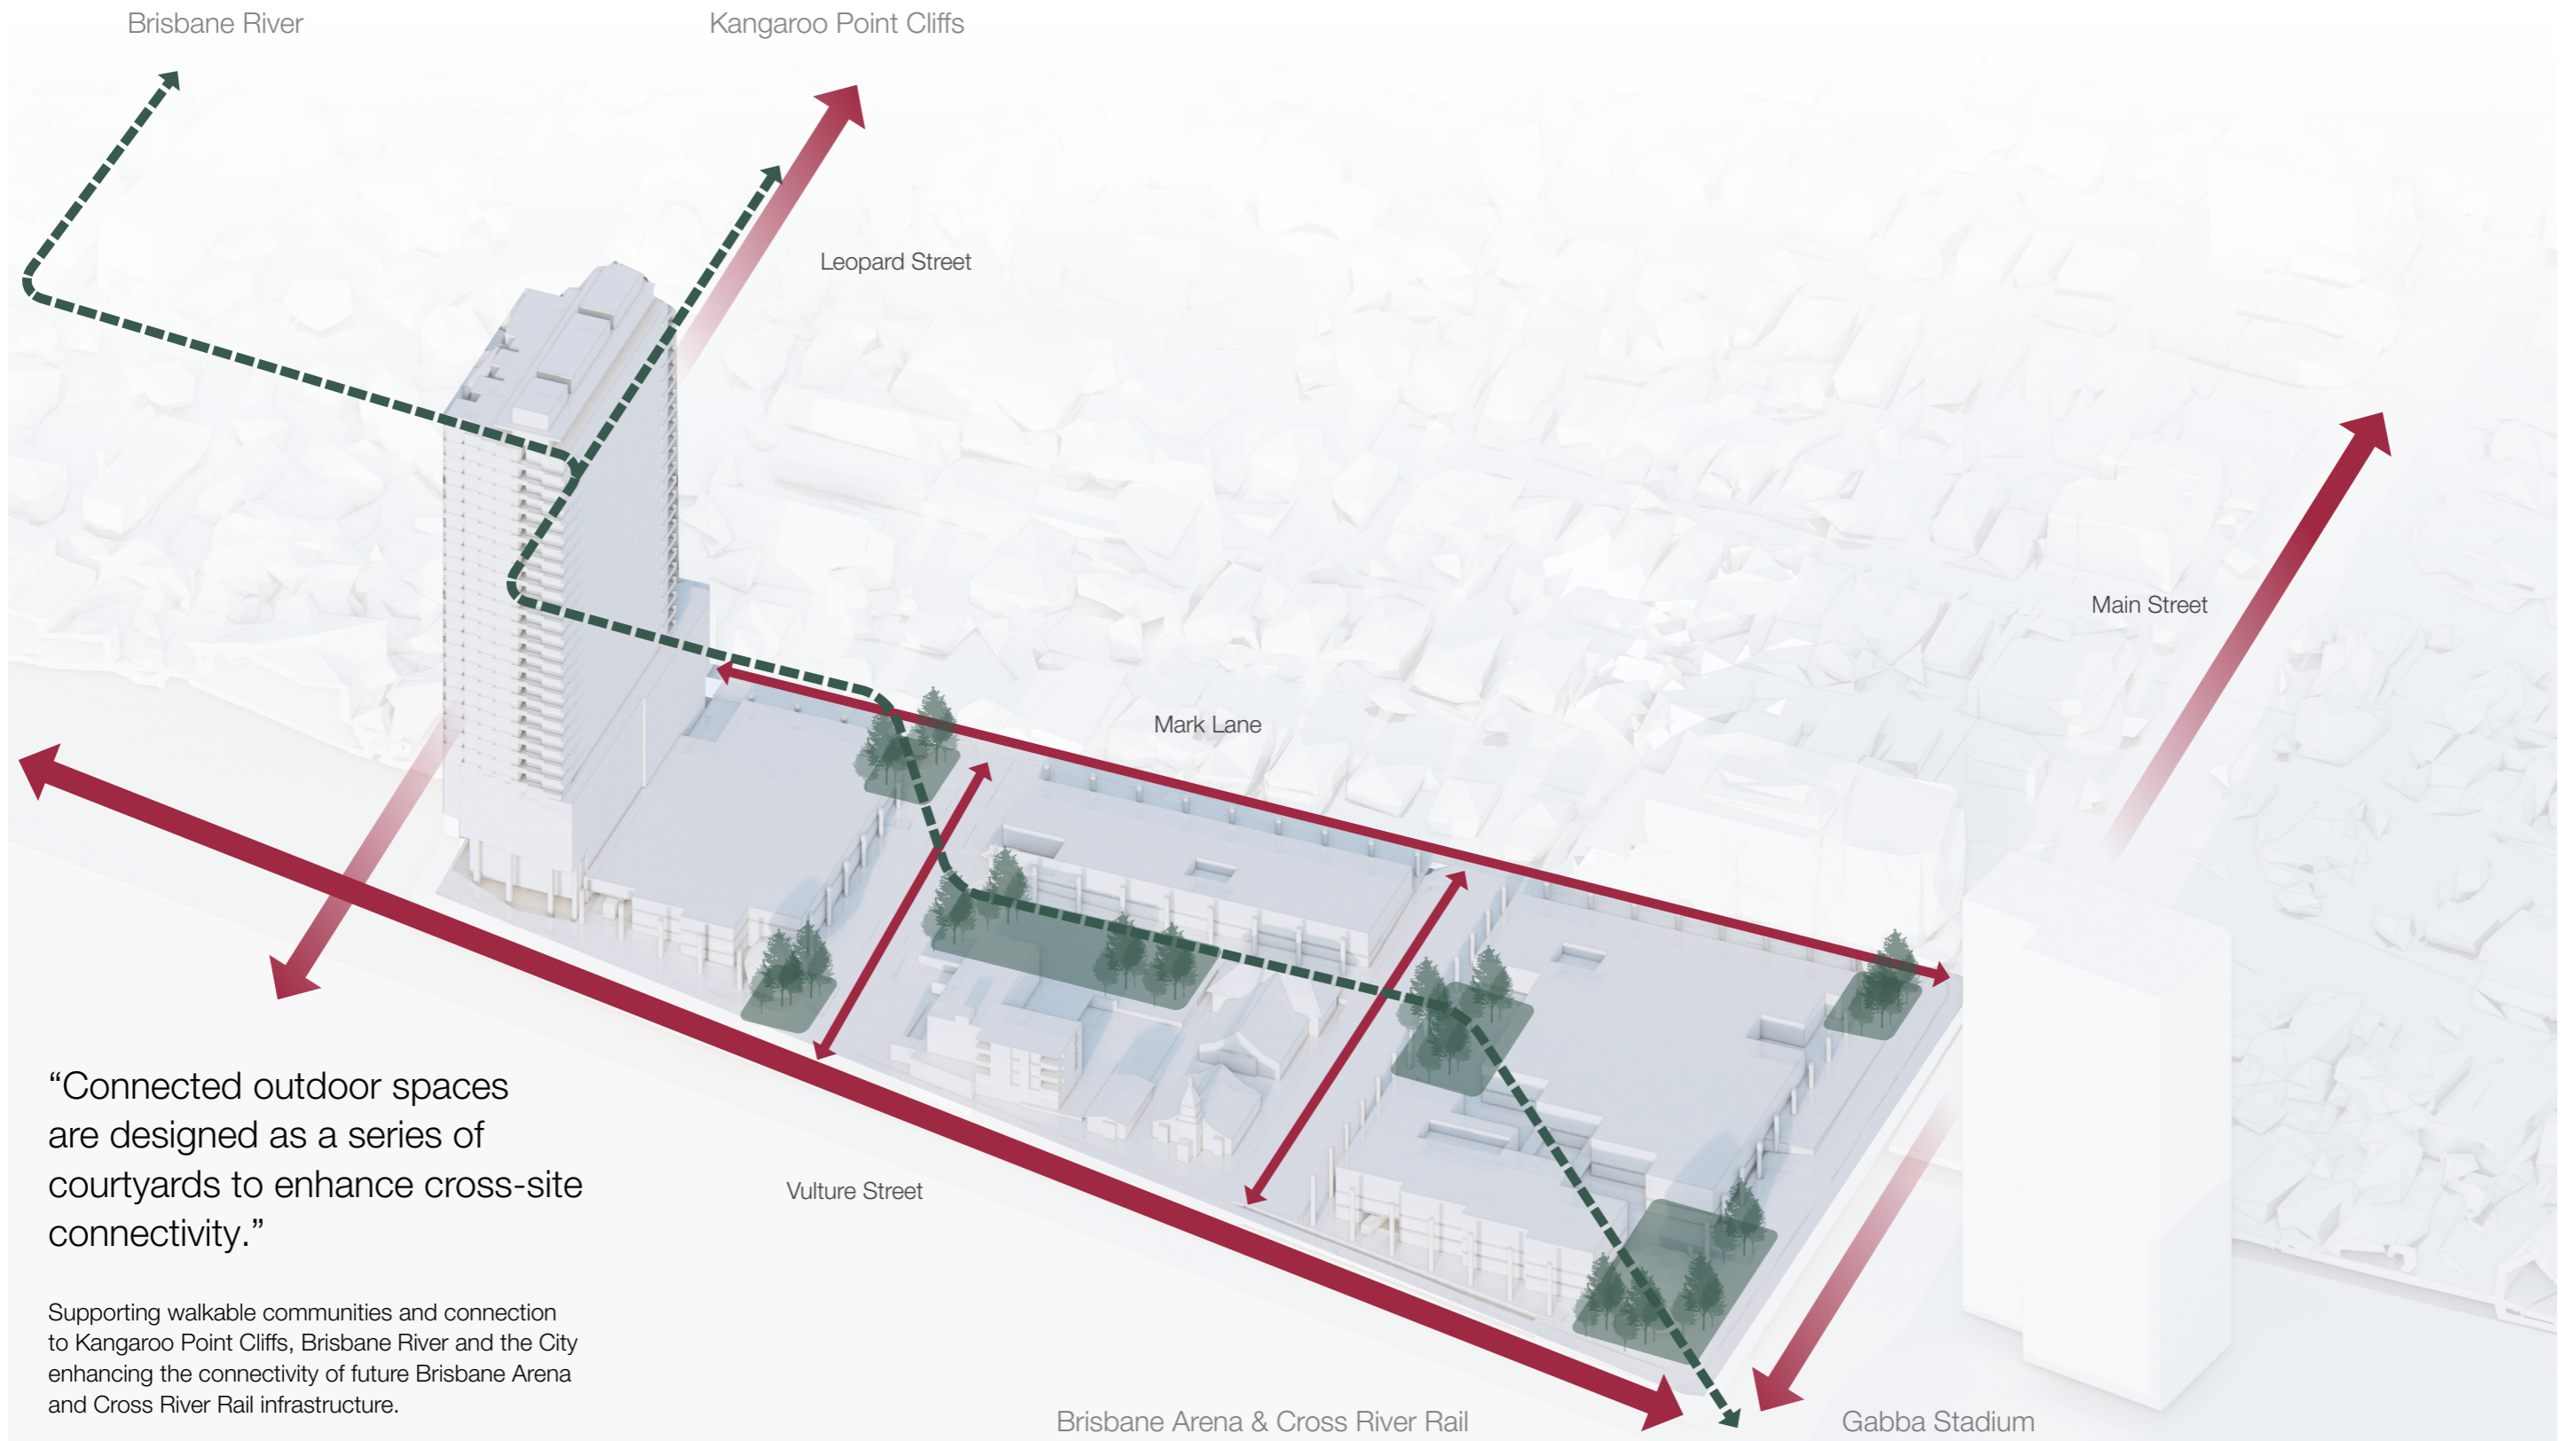 Brisbane River
Kangaroo Point Cliffs
Leopard Street
Main Street
Mark Lane
Vulture Street
“Connected outdoor spaces
are designed as a series of
courtyards to enhance cross-site
connectivity.”
Supporting walkable communities and connection
to Kangaroo Point Cliffs, Brisbane River and the City
enhancing the connectivity of future Brisbane Arena
and Cross River Rail infrastructure.
Brisbane Arena & Cross River Rail
Gabba Stadium